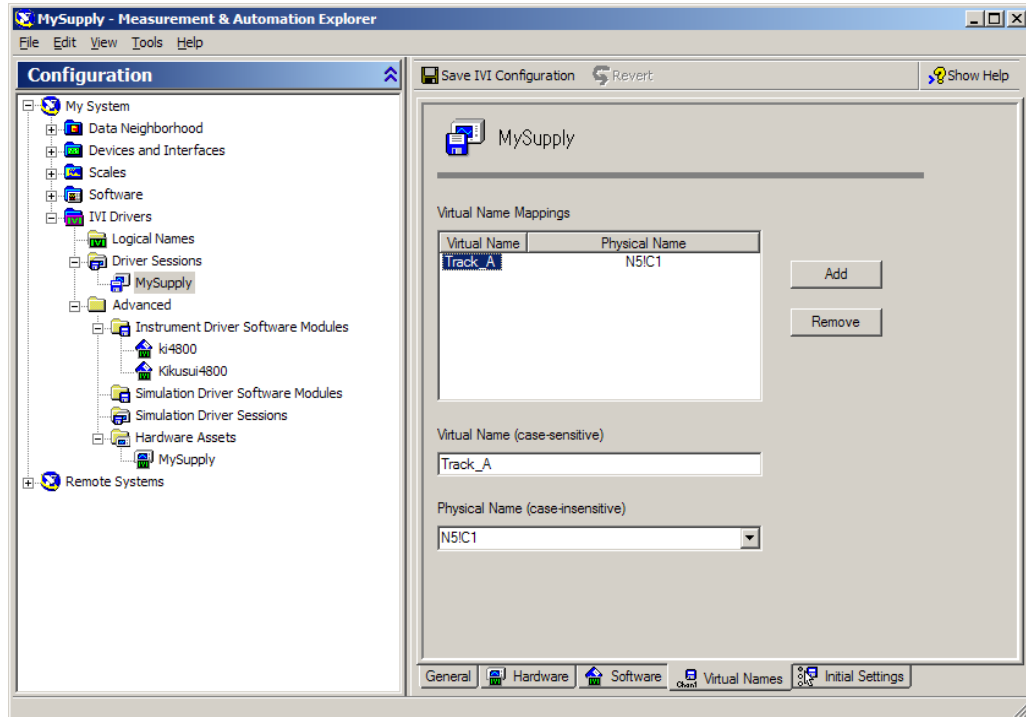 MySupply - Measurement & Automation Explorer
File Edit View Tools Help
Configuration
My System
Data Neighborhood
Devices and Interfaces
Scales
Software
IVI Drivers
Logical Names
Driver Sessions
MySupply
Advanced
Instrument Driver Software Modules
ki4800
Kikusui4800
Simulation Driver Software Modules
Simulation Driver Sessions
Hardware Assets
MySupply
Remote Systems
Save IVI Configuration Revert Show Help
MySupply
Virtual Name Mappings
Virtual Name Physical Name
Track_A N5!C1
Add
Remove
Virtual Name (case-sensitive)
Track_A
Physical Name (case-insensitive)
N5!C1
General Hardware Software Virtual Names Initial Settings